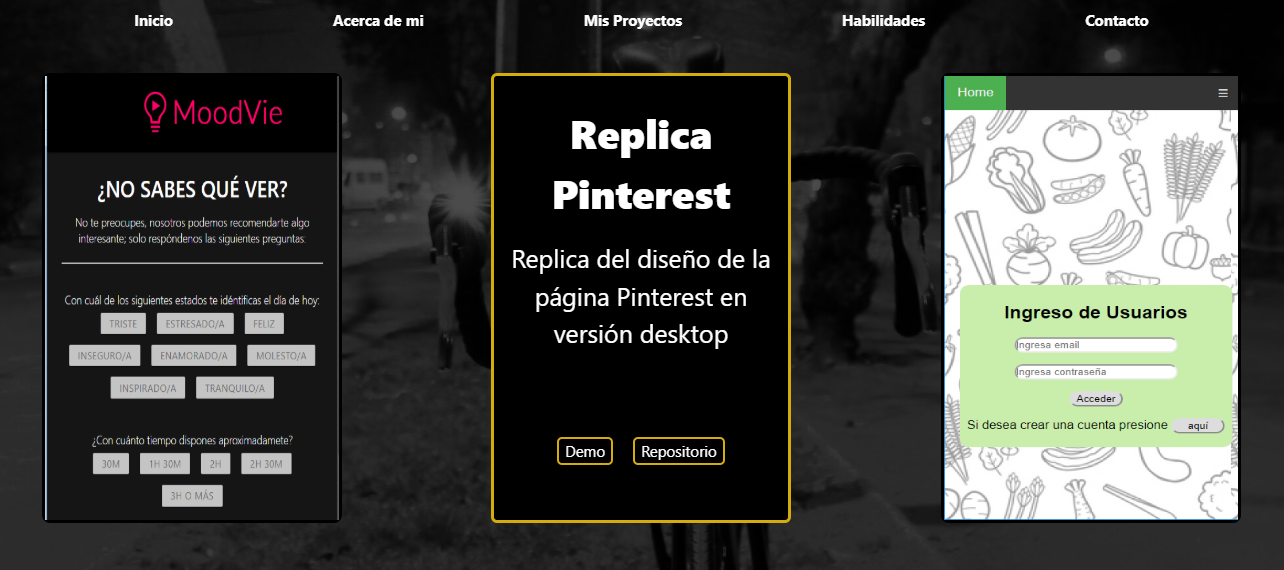 Inicio Acerca de mi Mis Proyectos Habilidades Contacto
MoodVie
¿NO SABES QUÉ VER?
No te preocupes, nosotros podemos recomendarte algo
interesante; solo respóndenos las siguientes preguntas:
Con cuál de los siguientes estados te idéntificas el día de hoy:
TRISTE ESTRESADO/A FELIZ
INSEGURO/A ENAMORADO/A MOLESTO/A
INSPIRADO/A TRANQUILO/A
¿Con cuánto tiempo dispones aproximadamete?
30M 1H 30M 2H 2H 30M
3H O MÁS
Replica
Pinterest
Replica del diseño de la
página Pinterest en
versión desktop
Demo Repositorio
Home
Ingreso de Usuarios
Ingresa email
Ingresa contraseña
Acceder
Si desea crear una cuenta presione aquí